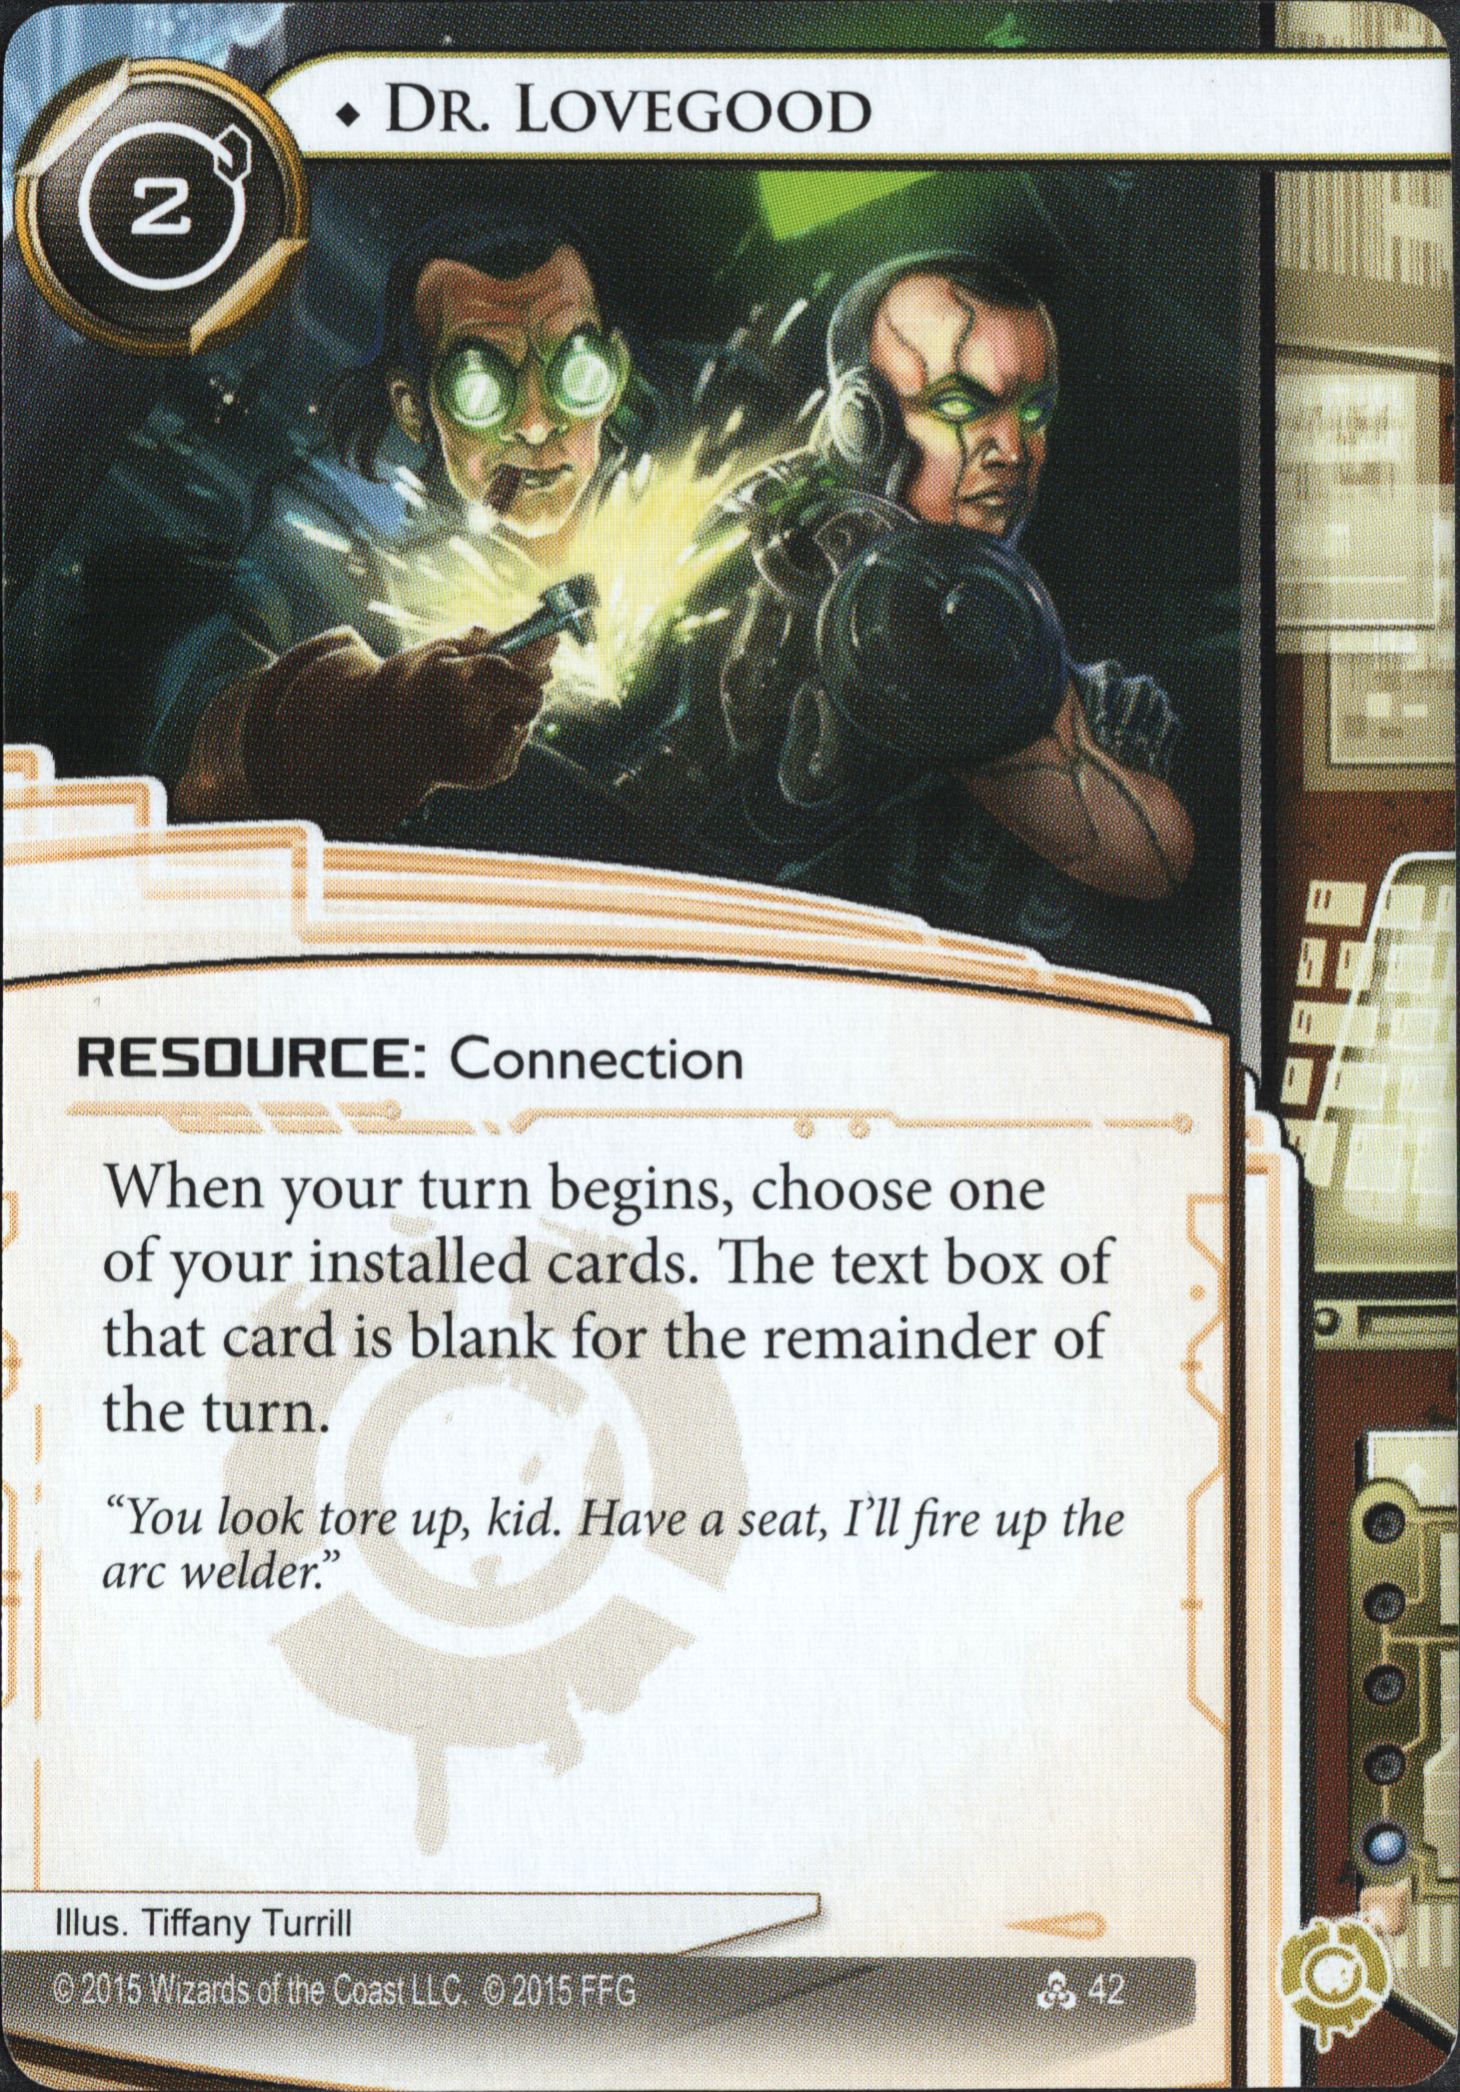 2
◆ DR. LOVEGOOD
RESOURCE: Connection
When your turn begins, choose one
of your installed cards. The text box of
that card is blank for the remainder of
the turn.
“You look tore up, kid. Have a seat, I’ll fire up the
arc welder.”
Illus. Tiffany Turrill
© 2015 Wizards of the Coast LLC. © 2015 FFG
42